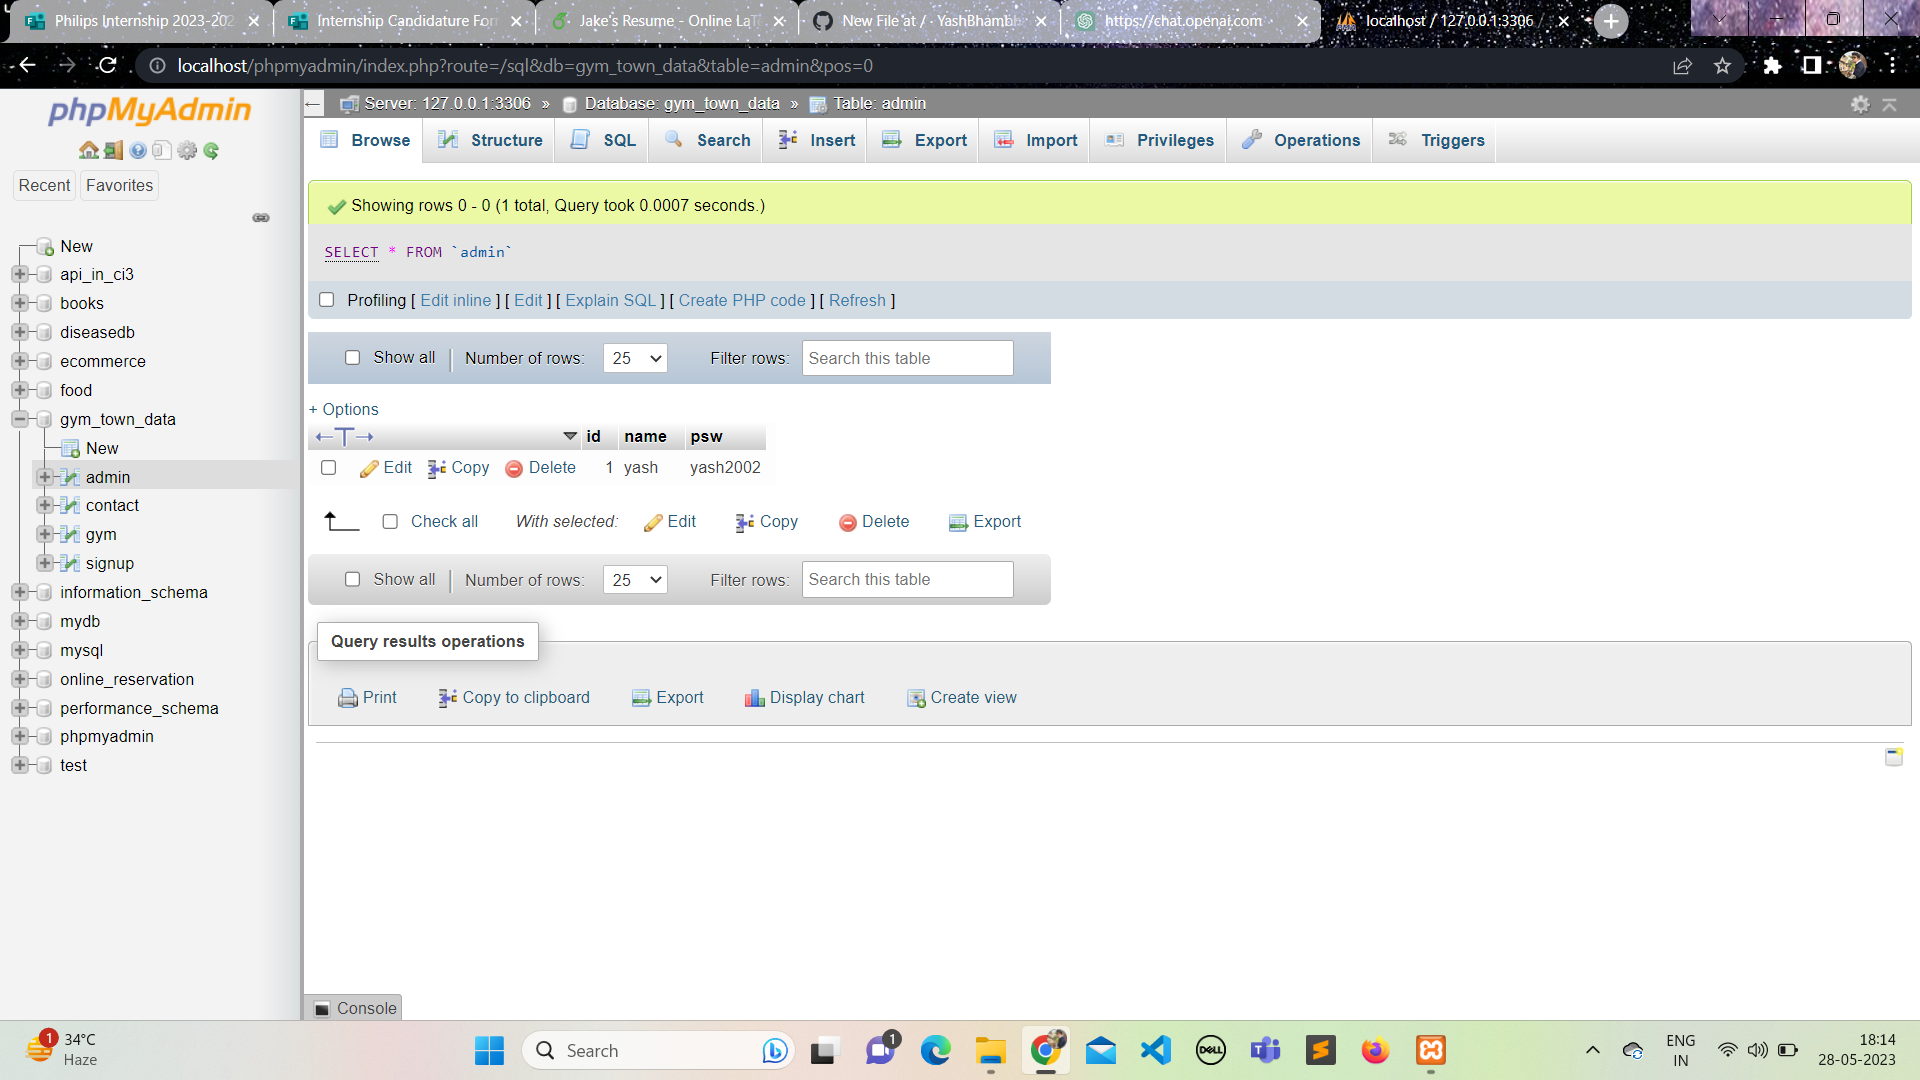 Philips Internship 2023-202
Internship Candidature For
Jake's Resume - Online LaT
New File at / · YashBhamb
https://chat.openai.com
localhost / 127.0.0.1:3306 /
localhost/phpmyadmin/index.php?route=/sql&db=gym_town_data&table=admin&pos=0
phpMyAdmin
Recent
Favorites
New
api_in_ci3
books
diseasedb
ecommerce
food
gym_town_data
New
admin
contact
gym
signup
information_schema
mydb
mysql
online_reservation
performance_schema
phpmyadmin
test
Server: 127.0.0.1:3306 » Database: gym_town_data » Table: admin
Browse Structure SQL Search Insert Export Import Privileges Operations Triggers
Showing rows 0 - 0 (1 total, Query took 0.0007 seconds.)
SELECT * FROM `admin`
Profiling [ Edit inline ] [ Edit ] [ Explain SQL ] [ Create PHP code ] [ Refresh ]
Show all | Number of rows: 25 Filter rows: Search this table
+ Options
←T→ id name psw
Edit Copy Delete 1 yash yash2002
Check all With selected: Edit Copy Delete Export
Show all | Number of rows: 25 Filter rows: Search this table
Query results operations
Print Copy to clipboard Export Display chart Create view
Console
1
34°C
Haze
Search
1
DELL
ENG
IN
18:14
28-05-2023